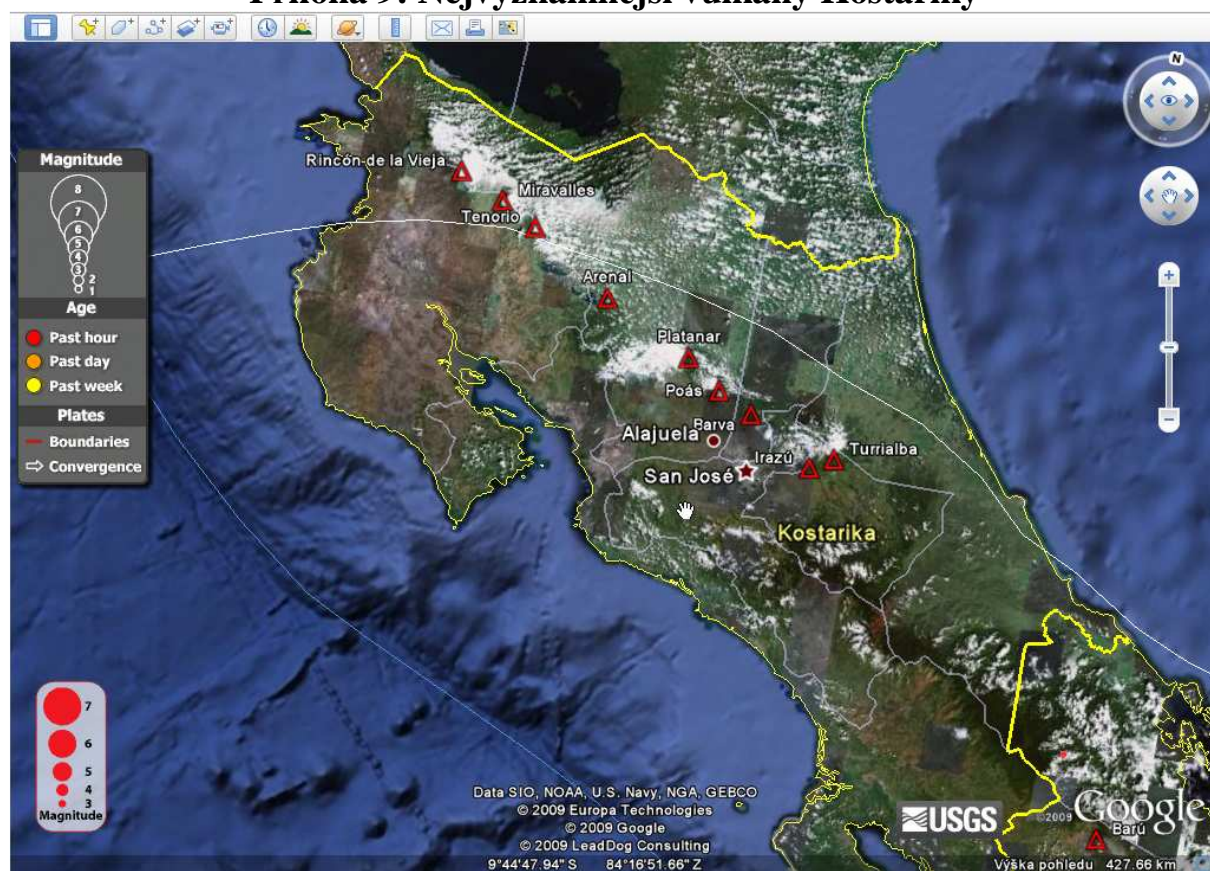 Příloha 9: Nejvýznamnější vulkány Kostariky
N
Magnitude
8
7
6
5
4
3
2
1
Age
Past hour
Past day
Past week
Plates
Boundaries
Convergence
Rincón de la Vieja
Miravalles
Tenorio
Arenal
Platanar
Poás
Barva
Alajuela
Irazú
Turrialba
San José
Kostarika
7
6
5
4
3
Magnitude
Data SIO, NOAA, U.S. Navy, NGA, GEBCO
© 2009 Europa Technologies
© 2009 Google
© 2009 LeadDog Consulting
USGS
©2009 Google
Barú
9°44'47.94" S 84°16'51.66" Z
Výška pohledu 427.66 km